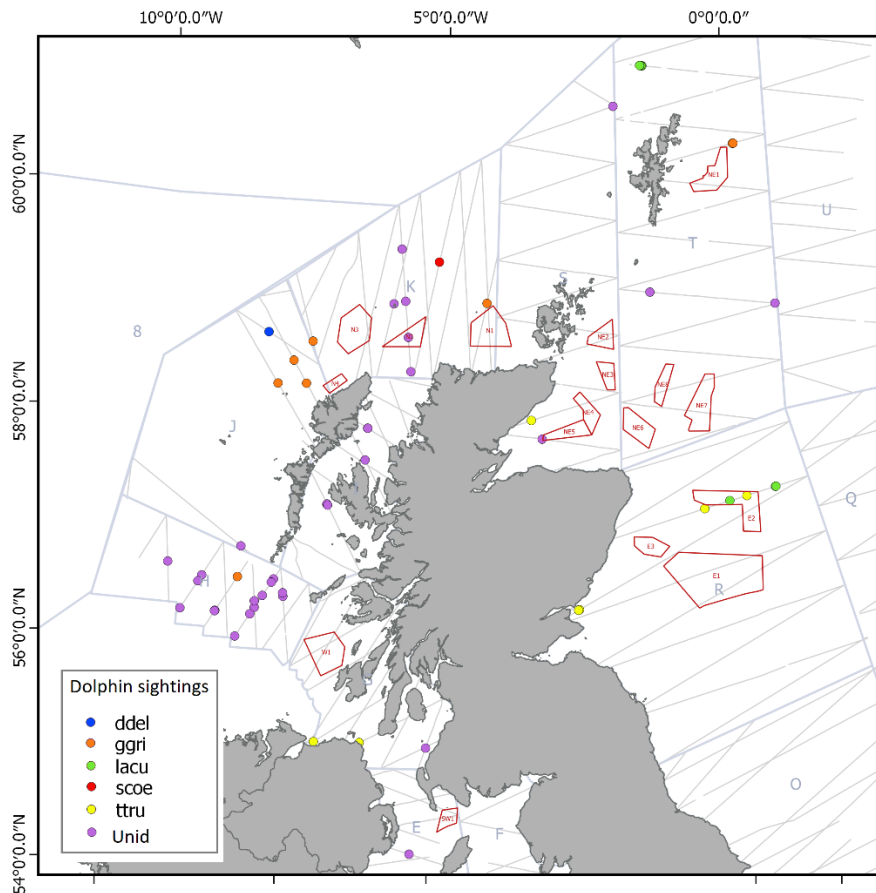 10°0'0.0"W 5°0'0.0"W 0°0'0.0"
60°0'0.0"N
58°0'0.0"N
56°0'0.0"N
54°0'0.0"N
NE1
U
T
K
S
8
N3
N1
NE2
N4
NE3
NE8
NE7
NE4
NE6
NE5
J
Q
E2
E3
E1
R
H
W1
O
SW1
E
F
Dolphin sightings
ddel
ggri
lacu
scoe
ttru
Unid